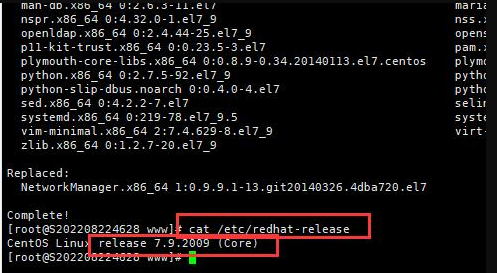 man-db.x86_64 0:2.6.3-11.el7 maria
nspr.x86_64 0:4.32.0-1.el7_9 nss.x
openldap.x86_64 0:2.4.44-25.el7_9 opens
p11-kit-trust.x86_64 0:0.23.5-3.el7 pam.x
plymouth-core-libs.x86_64 0:0.8.9-0.34.20140113.el7.centos plymo
python.x86_64 0:2.7.5-92.el7_9 pytho
python-slip-dbus.noarch 0:0.4.0-4.el7 pytho
sed.x86_64 0:4.2.2-7.el7 selin
systemd.x86_64 0:219-78.el7_9.5 syste
vim-minimal.x86_64 2:7.4.629-8.el7_9 virt-
zlib.x86_64 0:1.2.7-20.el7_9
Replaced:
NetworkManager.x86_64 1:0.9.9.1-13.git20140326.4dba720.el7
Complete!
[root@S202208224628 www]# cat /etc/redhat-release
CentOS Linux release 7.9.2009 (Core)
[root@S202208224628 www]#